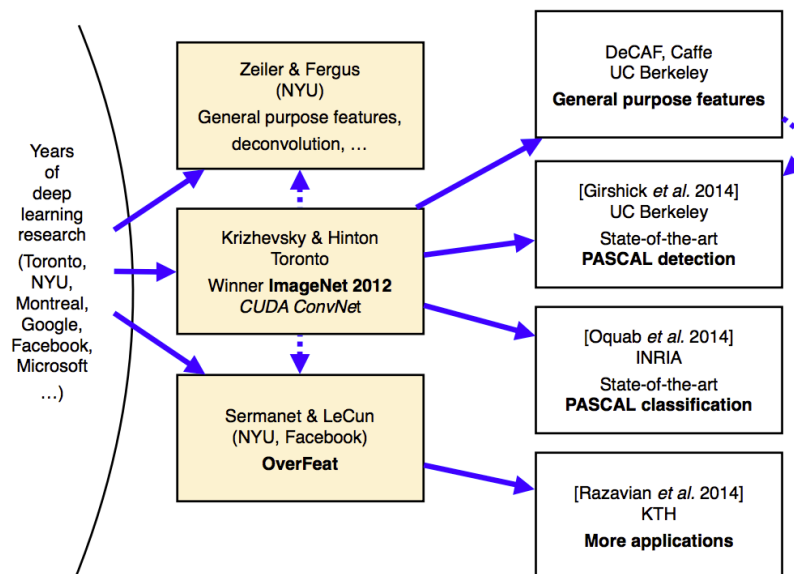 Years
of
deep
learning
research
(Toronto,
NYU,
Montreal,
Google,
Facebook,
Microsoft
…)
Zeiler & Fergus
(NYU)
General purpose features,
deconvolution, …
Krizhevsky & Hinton
Toronto
Winner ImageNet 2012
CUDA ConvNet
Sermanet & LeCun
(NYU, Facebook)
OverFeat
DeCAF, Caffe
UC Berkeley
General purpose features
[Girshick et al. 2014]
UC Berkeley
State-of-the-art
PASCAL detection
[Oquab et al. 2014]
INRIA
State-of-the-art
PASCAL classification
[Razavian et al. 2014]
KTH
More applications